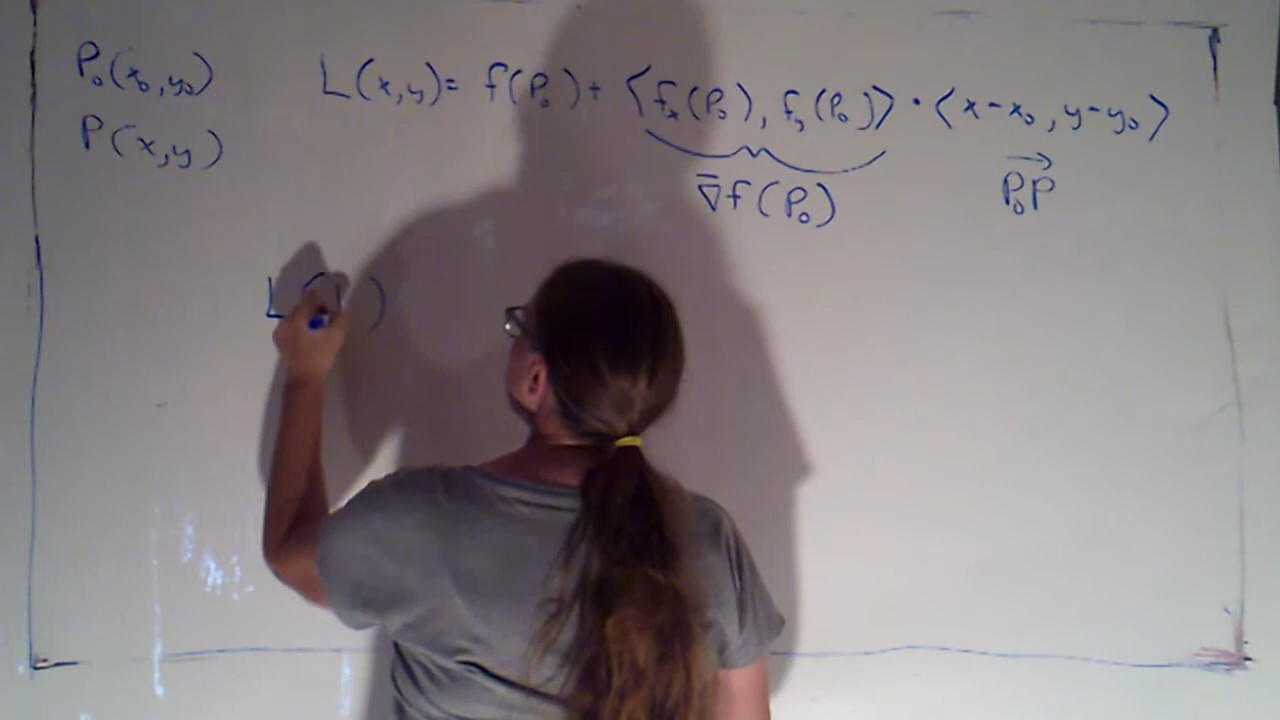 P₀(x₀,y₀) L(x,y)= f(P₀)+ ⟨fₓ(P₀), fᵧ(P₀)⟩ · ⟨x-x₀, y-y₀⟩
P(x,y)
∇⃗f(P₀) P₀P⃗
L( )